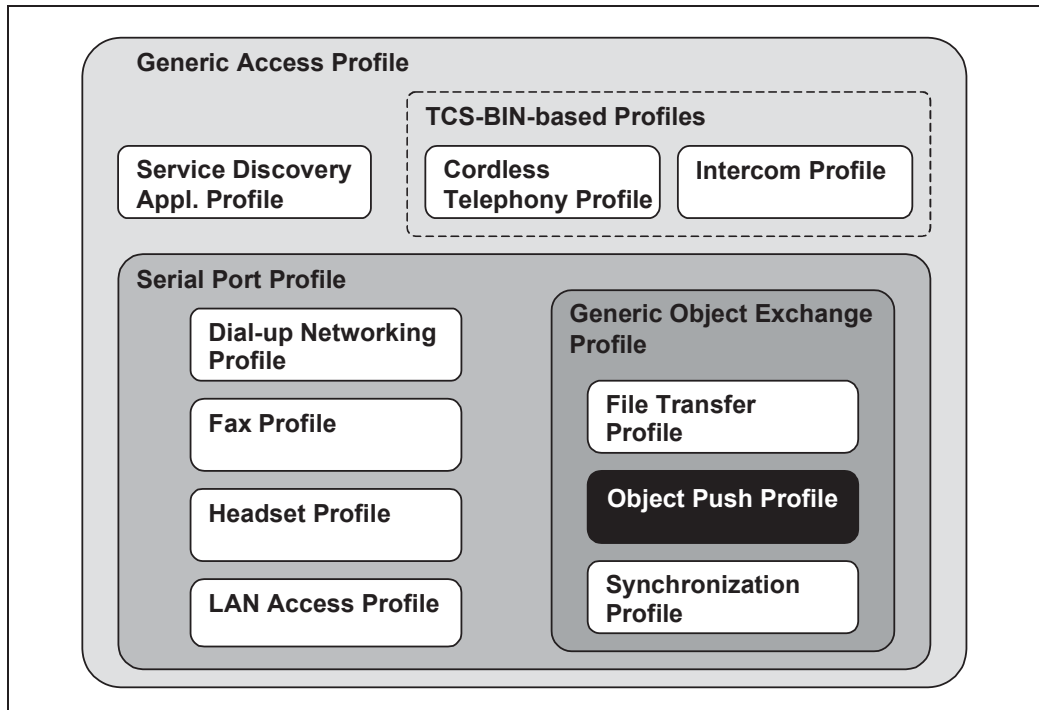 Generic Access Profile
TCS-BIN-based Profiles
Service Discovery
Appl. Profile
Cordless
Telephony Profile
Intercom Profile
Serial Port Profile
Dial-up Networking
Profile
Fax Profile
Headset Profile
LAN Access Profile
Generic Object Exchange
Profile
File Transfer
Profile
Object Push Profile
Synchronization
Profile